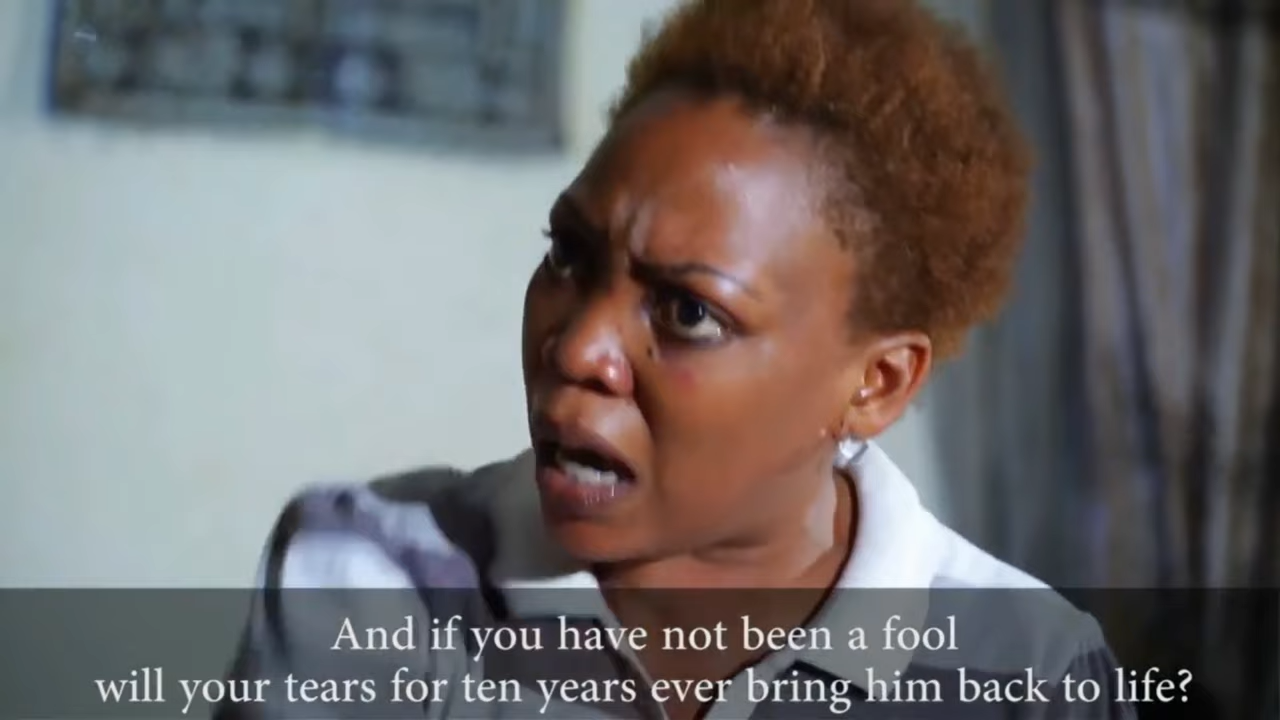 And if you have not been a fool
will your tears for ten years ever bring him back to life?